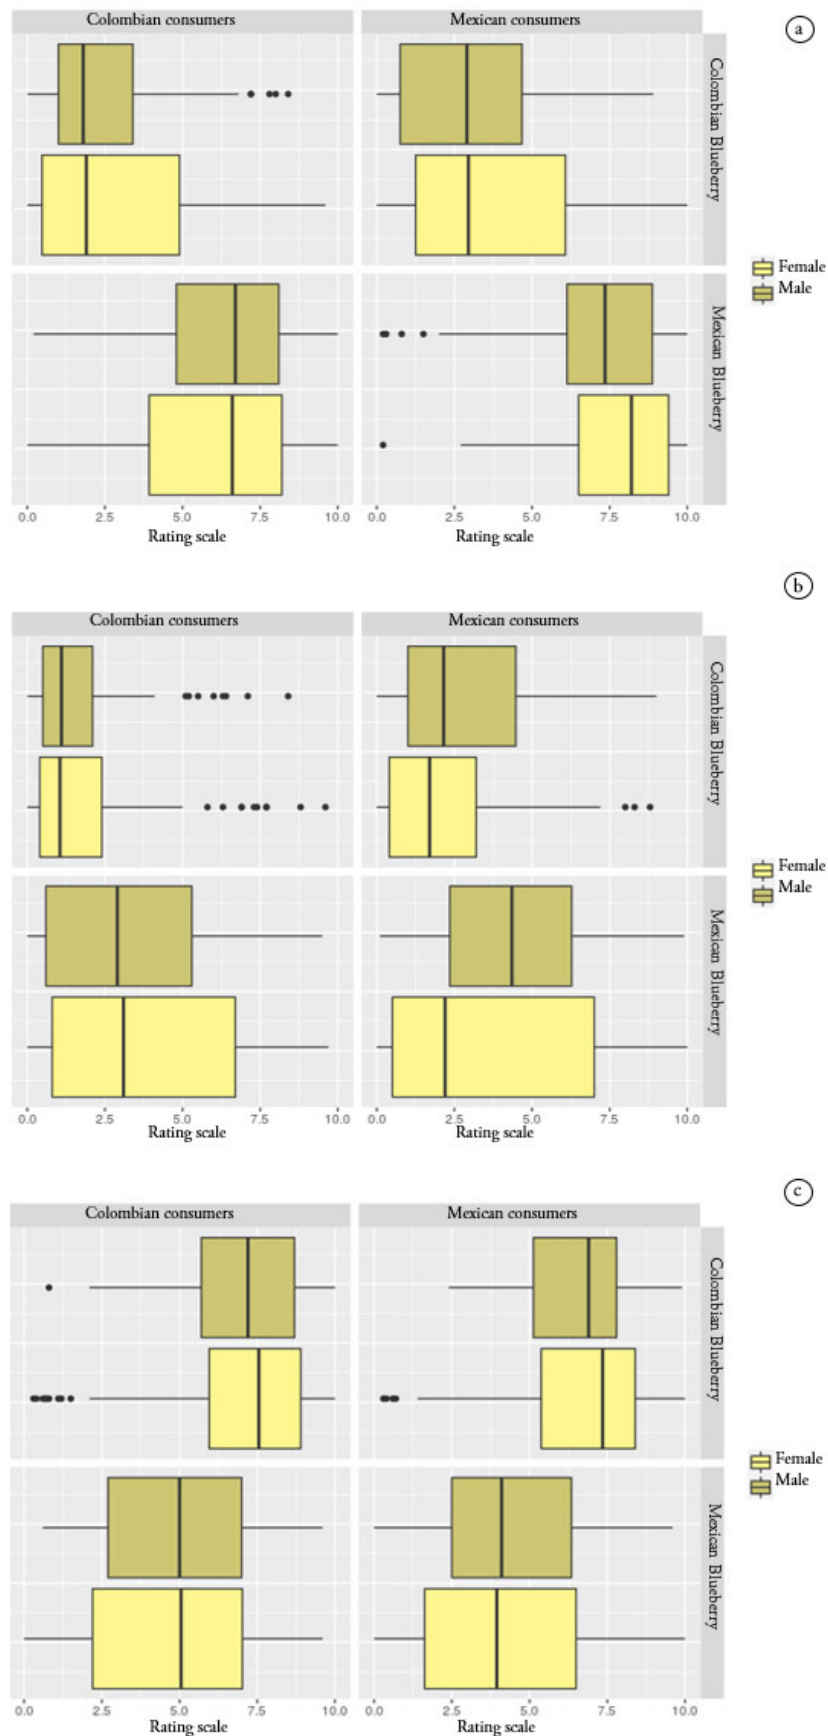 Colombian consumers Mexican consumers
a
Colombian Blueberry
Mexican Blueberry
Female
Male
0.0 2.5 5.0 7.5 10.0 0.0 2.5 5.0 7.5 10.0
Rating scale Rating scale
b
Colombian consumers Mexican consumers
Colombian Blueberry
Mexican Blueberry
Female
Male
0.0 2.5 5.0 7.5 10.0 0.0 2.5 5.0 7.5 10.0
Rating scale Rating scale
c
Colombian consumers Mexican consumers
Colombian Blueberry
Mexican Blueberry
Female
Male
0.0 2.5 5.0 7.5 10.0 0.0 2.5 5.0 7.5 10.0
Rating scale Rating scale